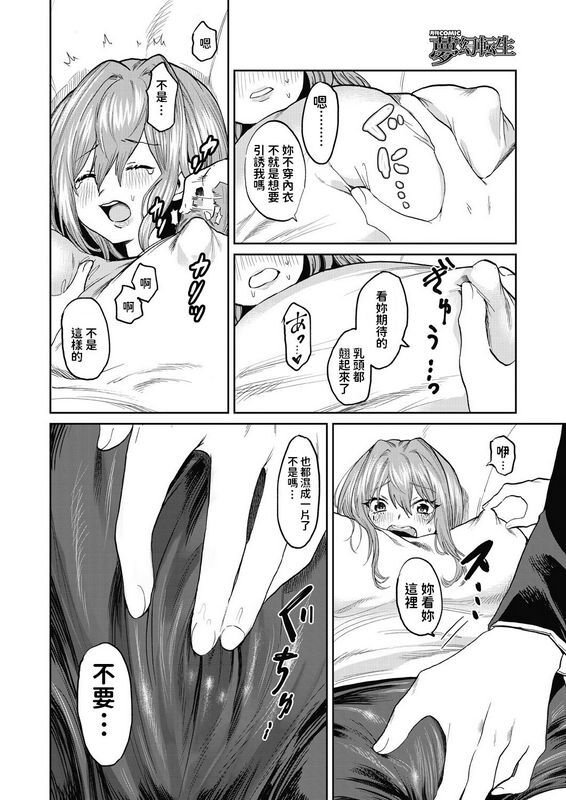 月刊COMIC
夢幻転生
嗯………
妳不穿內衣
不就是想要
引誘我嗎
看妳期待的
乳頭都
翹起來了
あっ…♥
ぎゅう…
嗯
不是…
カリッ
啊
啊
不是
這樣的
咿…
妳看妳
這裡
也都濕成一片了
不是嗎…
ぐちゅ
不要…